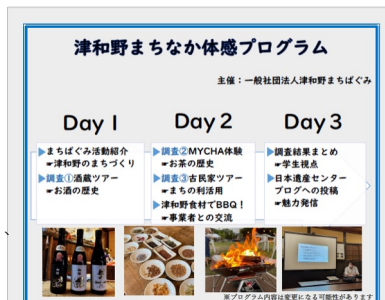 津和野まちなか体感プログラム
主催：一般社団法人津和野まちばぐみ
Day 1
Day 2
Day 3
▶まちばぐみ活動紹介
☛津和野のまちづくり
▶調査①酒蔵ツアー
☛お酒の歴史
▶調査②MYCHA体験
☛お茶の歴史
▶調査③古民家ツアー
☛まちの利活用
▶津和野食材でBBQ！
☛事業者との交流
▶調査結果まとめ
☛学生視点
▶日本遺産センター
ブログへの投稿
☛魅力発信
※プログラム内容は変更になる可能性があります